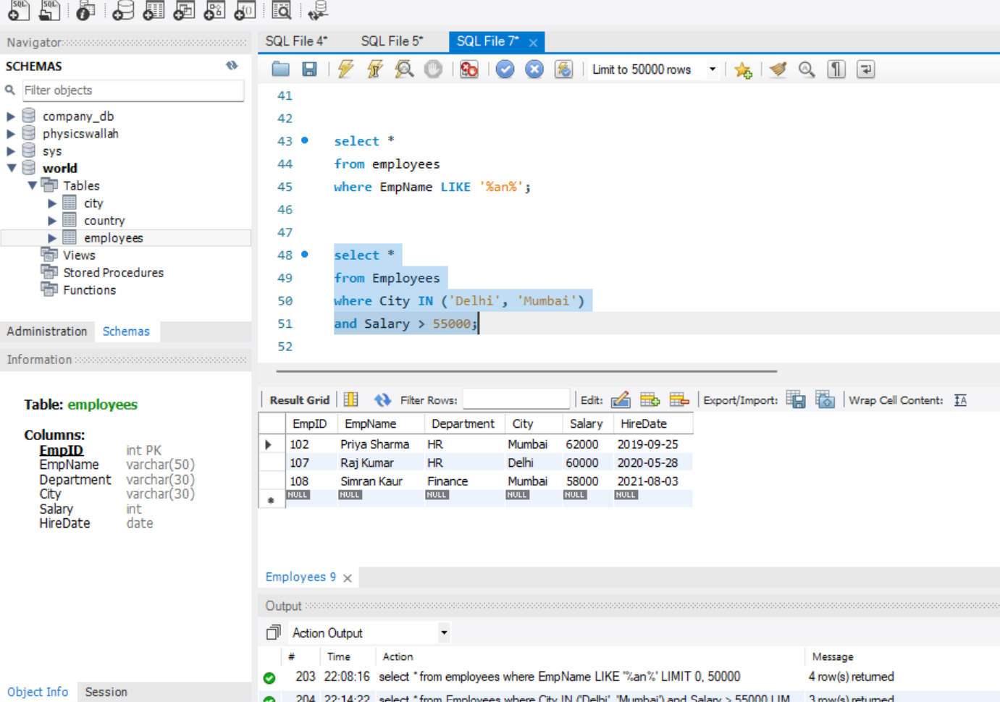 SQL SQL
Navigator
SCHEMAS
Filter objects
company_db
physicswallah
sys
world
Tables
city
country
employees
Views
Stored Procedures
Functions
Administration Schemas
Information
Table: employees
Columns:
EmpID int PK
EmpName varchar(50)
Department varchar(30)
City varchar(30)
Salary int
HireDate date
Object Info Session
SQL File 4* SQL File 5* SQL File 7*
Limit to 50000 rows
41
42
43 select *
44 from employees
45 where EmpName LIKE '%an%';
46
47
48 select *
49 from Employees
50 where City IN ('Delhi', 'Mumbai')
51 and Salary > 55000;
52
Result Grid Filter Rows: Edit: Export/Import: Wrap Cell Content:
EmpID EmpName Department City Salary HireDate
102 Priya Sharma HR Mumbai 62000 2019-09-25
107 Raj Kumar HR Delhi 60000 2020-05-28
108 Simran Kaur Finance Mumbai 58000 2021-08-03
NULL NULL NULL NULL NULL NULL
Employees 9
Output
Action Output
# Time Action Message
203 22:08:16 select * from employees where EmpName LIKE '%an%' LIMIT 0, 50000 4 row(s) returned
204 22:14:22 select * from Employees where City IN ('Delhi', 'Mumbai') and Salary > 55000 LIM... 3 row(s) returned